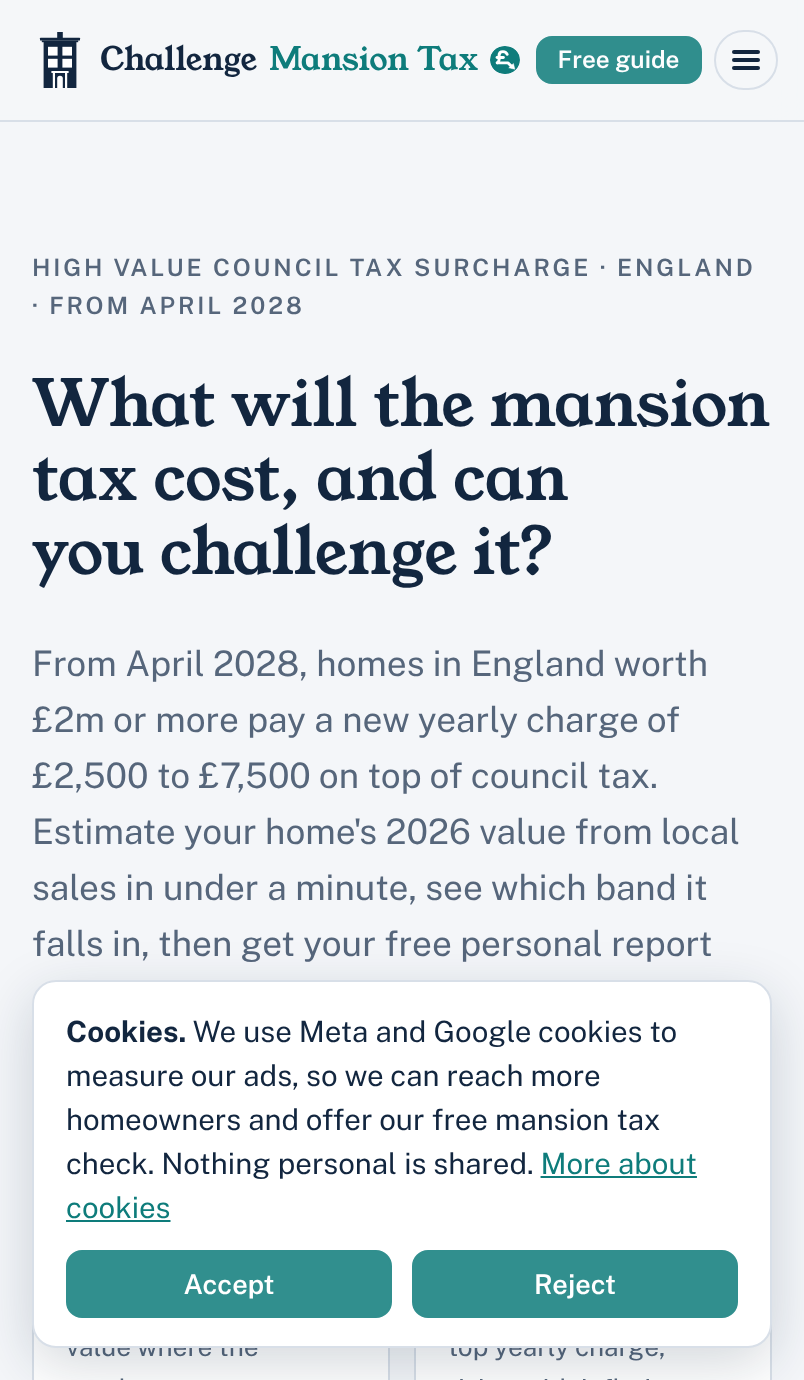 Challenge Mansion Tax £
Free guide
HIGH VALUE COUNCIL TAX SURCHARGE · ENGLAND
· FROM APRIL 2028
What will the mansion
tax cost, and can
you challenge it?
From April 2028, homes in England worth
£2m or more pay a new yearly charge of
£2,500 to £7,500 on top of council tax.
Estimate your home's 2026 value from local
sales in under a minute, see which band it
falls in, then get your free personal report
Cookies. We use Meta and Google cookies to
measure our ads, so we can reach more
homeowners and offer our free mansion tax
check. Nothing personal is shared. More about
cookies
Accept
Reject
value where the
top yearly charge,